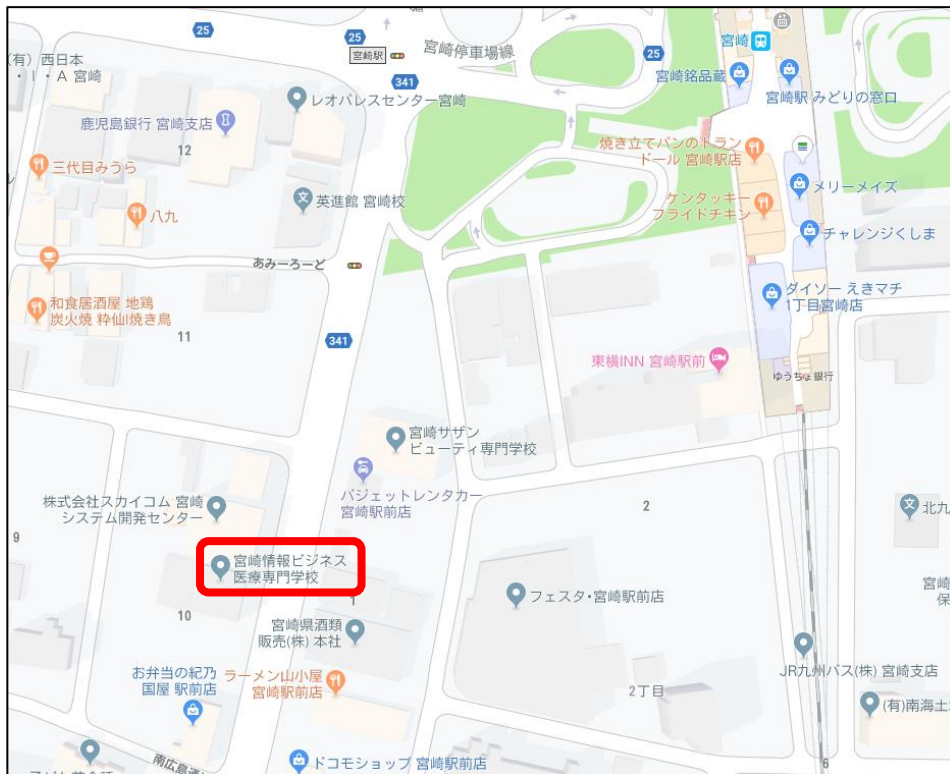 25
25
宮崎駅
宮崎停車場線
25
宮崎
341
(有) 西日本
・I・A 宮崎
宮崎銘品蔵
宮崎駅 みどりの窓口
レオパレスセンター宮崎
鹿児島銀行 宮崎支店
12
焼き立てパンのトラン
ドール 宮崎駅店
三代目みうら
英進館 宮崎校
メリーメイズ
ケンタッキー
フライドチキン
八九
チャレンジくしま
あみーろーど
ダイソー えきマチ
1丁目宮崎店
和食居酒屋 地鶏
炭火焼 粋仙|焼き鳥
11
341
東横INN 宮崎駅前
ゆうちょ銀行
宮崎サザン
ビューティ専門学校
バジェットレンタカー
宮崎駅前店
株式会社スカイコム 宮崎
システム開発センター
2
北九
9
宮崎情報ビジネス
医療専門学校
宮崎
保
フェスタ・宮崎駅前店
1
10
宮崎県酒類
販売(株) 本社
お弁当の紀乃
国屋 駅前店
ラーメン山小屋
宮崎駅前店
JR九州バス(株) 宮崎支店
2丁目
(有)南海土
南広島通
ドコモショップ 宮崎駅前店
6